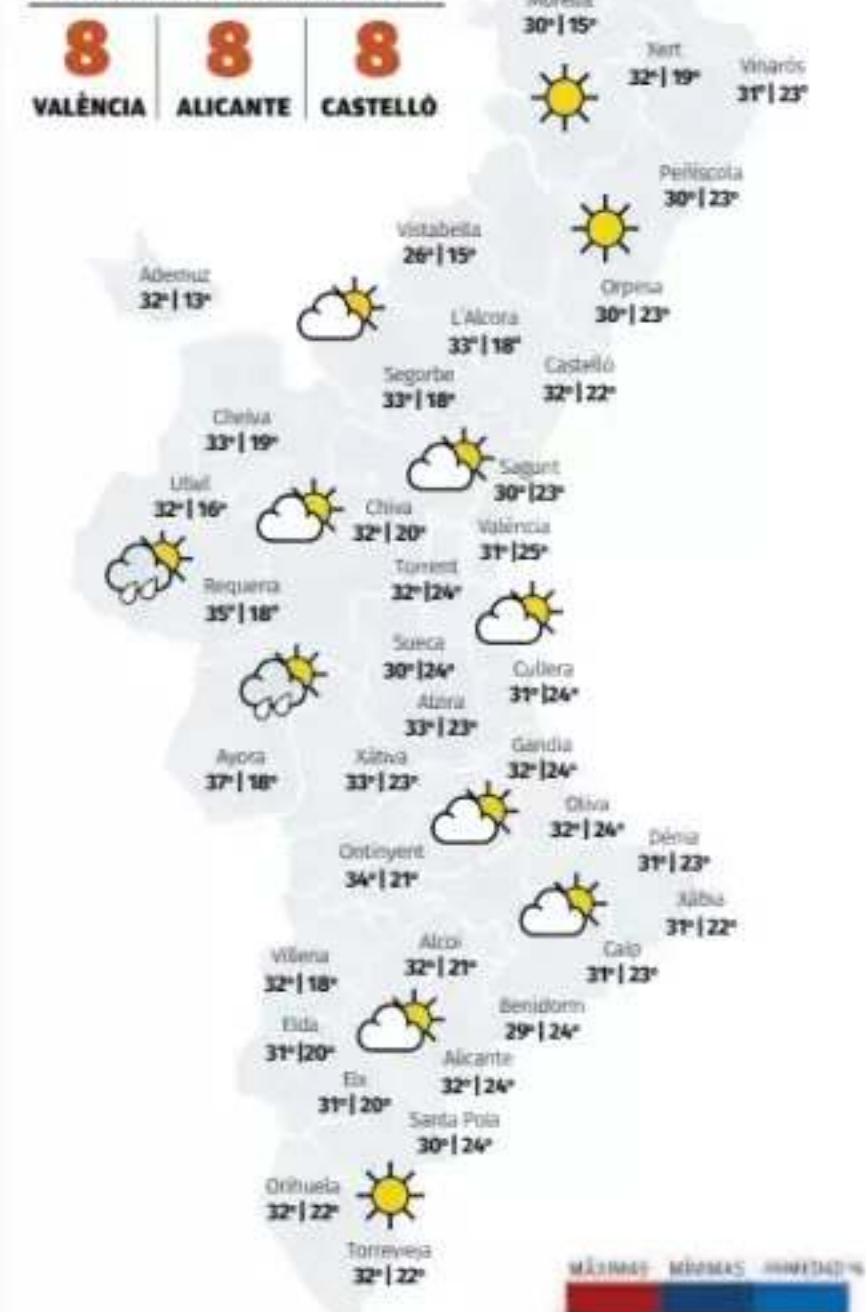 8 8 8
VALÈNCIA ALICANTE CASTELLÓ
Morella
30º|15º
Xert
32º|19º
Vinaròs
31º|23º
Peñíscola
30º|23º
Vistabella
26º|15º
Ademuz
32º|13º
Orpesa
30º|23º
L'Alcora
33º|18º
Castelló
32º|22º
Segorbe
33º|18º
Chelva
33º|19º
Sagunt
30º|23º
Utiel
32º|16º
Chiva
32º|20º
València
31º|25º
Torrent
32º|24º
Requena
35º|18º
Sueca
30º|24º
Cullera
31º|24º
Alzira
33º|23º
Gandia
32º|24º
Ayora
37º|18º
Xàtiva
33º|23º
Oliva
32º|24º
Dénia
31º|23º
Ontinyent
34º|21º
Xàbia
31º|22º
Alcoi
32º|21º
Calp
31º|23º
Villena
32º|18º
Benidorm
29º|24º
Elda
31º|20º
Alicante
32º|24º
Elx
31º|20º
Santa Pola
30º|24º
Orihuela
32º|22º
Torrevieja
32º|22º
MÁXIMAS MÍNIMAS HUMEDAD %